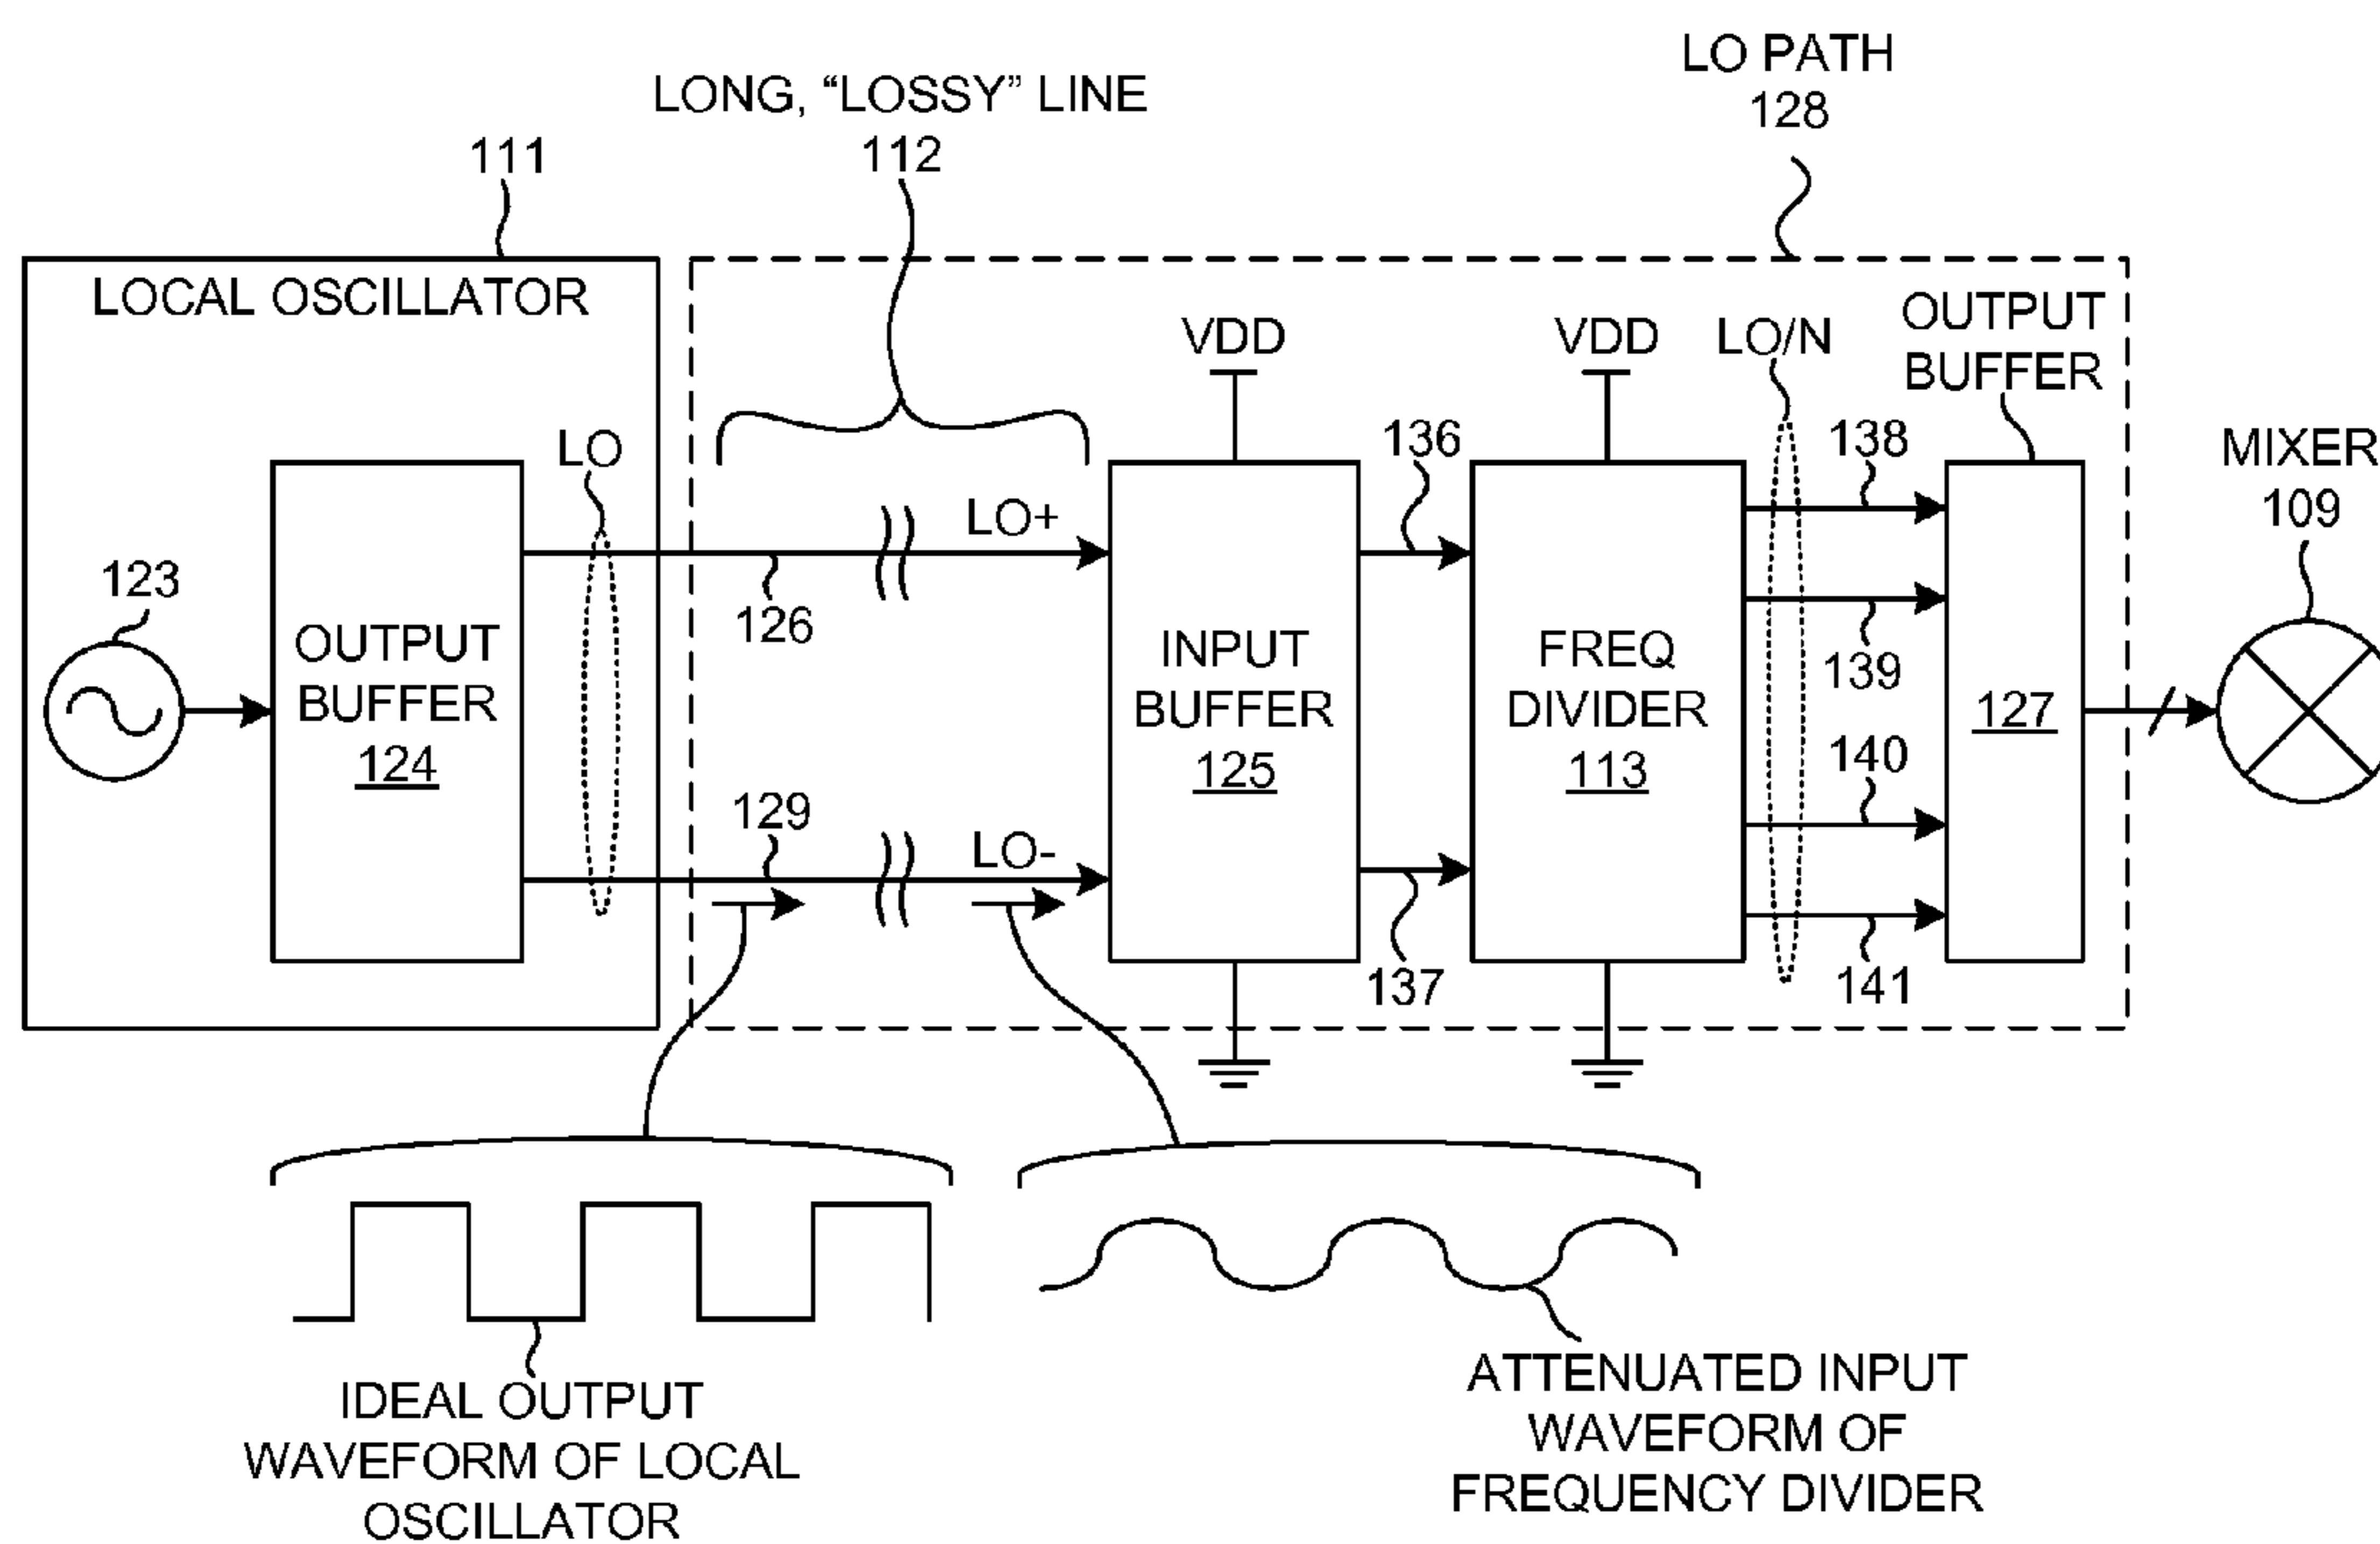 LO PATH
128
LONG, “LOSSY” LINE
112
111
LOCAL OSCILLATOR
VDD
VDD
LO/N
OUTPUT
BUFFER
LO
136
138
MIXER
109
LO+
123
126
139
OUTPUT
BUFFER
124
INPUT
BUFFER
125
FREQ
DIVIDER
113
127
140
129
LO-
137
141
IDEAL OUTPUT
WAVEFORM OF LOCAL
OSCILLATOR
ATTENUATED INPUT
WAVEFORM OF
FREQUENCY DIVIDER